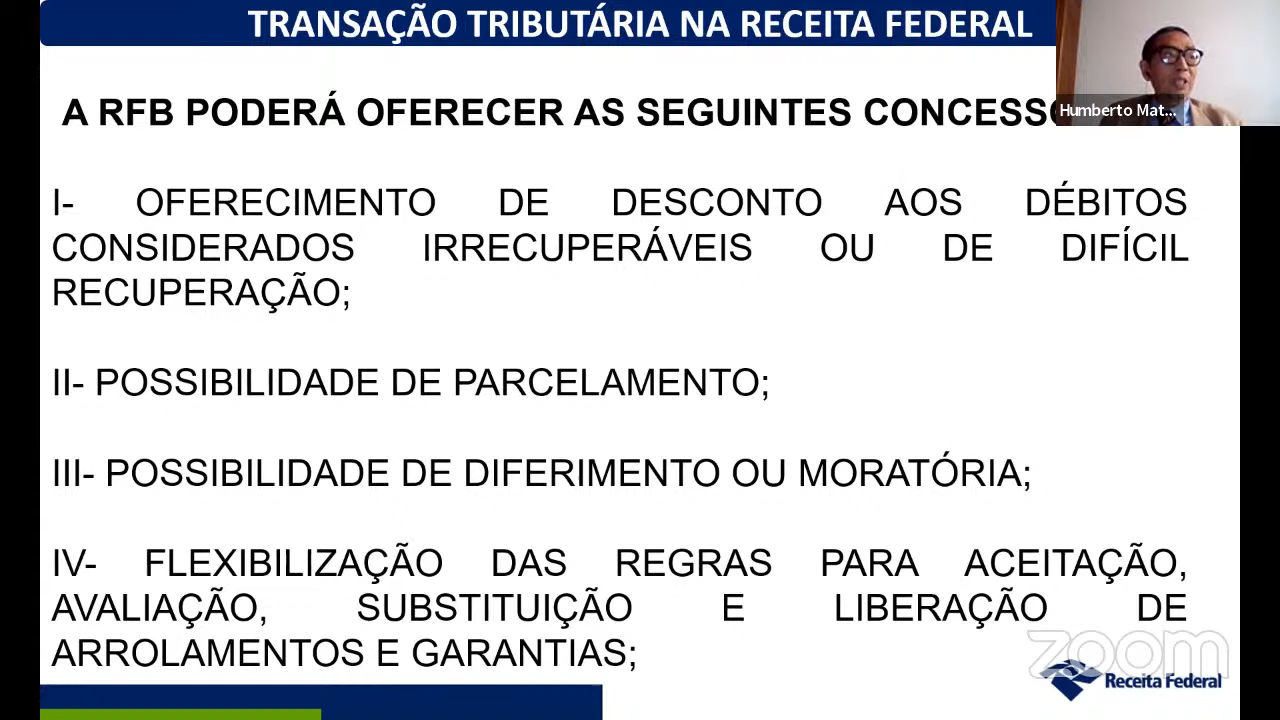 TRANSAÇÃO TRIBUTÁRIA NA RECEITA FEDERAL
Humberto Mat...
A RFB PODERÁ OFERECER AS SEGUINTES
I- OFERECIMENTO DE DESCONTO AOS DÉBITOS
CONSIDERADOS IRRECUPERÁVEIS OU DE DIFÍCIL
RECUPERAÇÃO;
II- POSSIBILIDADE DE PARCELAMENTO;
III- POSSIBILIDADE DE DIFERIMENTO OU MORATÓRIA;
IV- FLEXIBILIZAÇÃO DAS REGRAS PARA ACEITAÇÃO,
AVALIAÇÃO, SUBSTITUIÇÃO E LIBERAÇÃO DE
ARROLAMENTOS E GARANTIAS;
zoom
Receita Federal